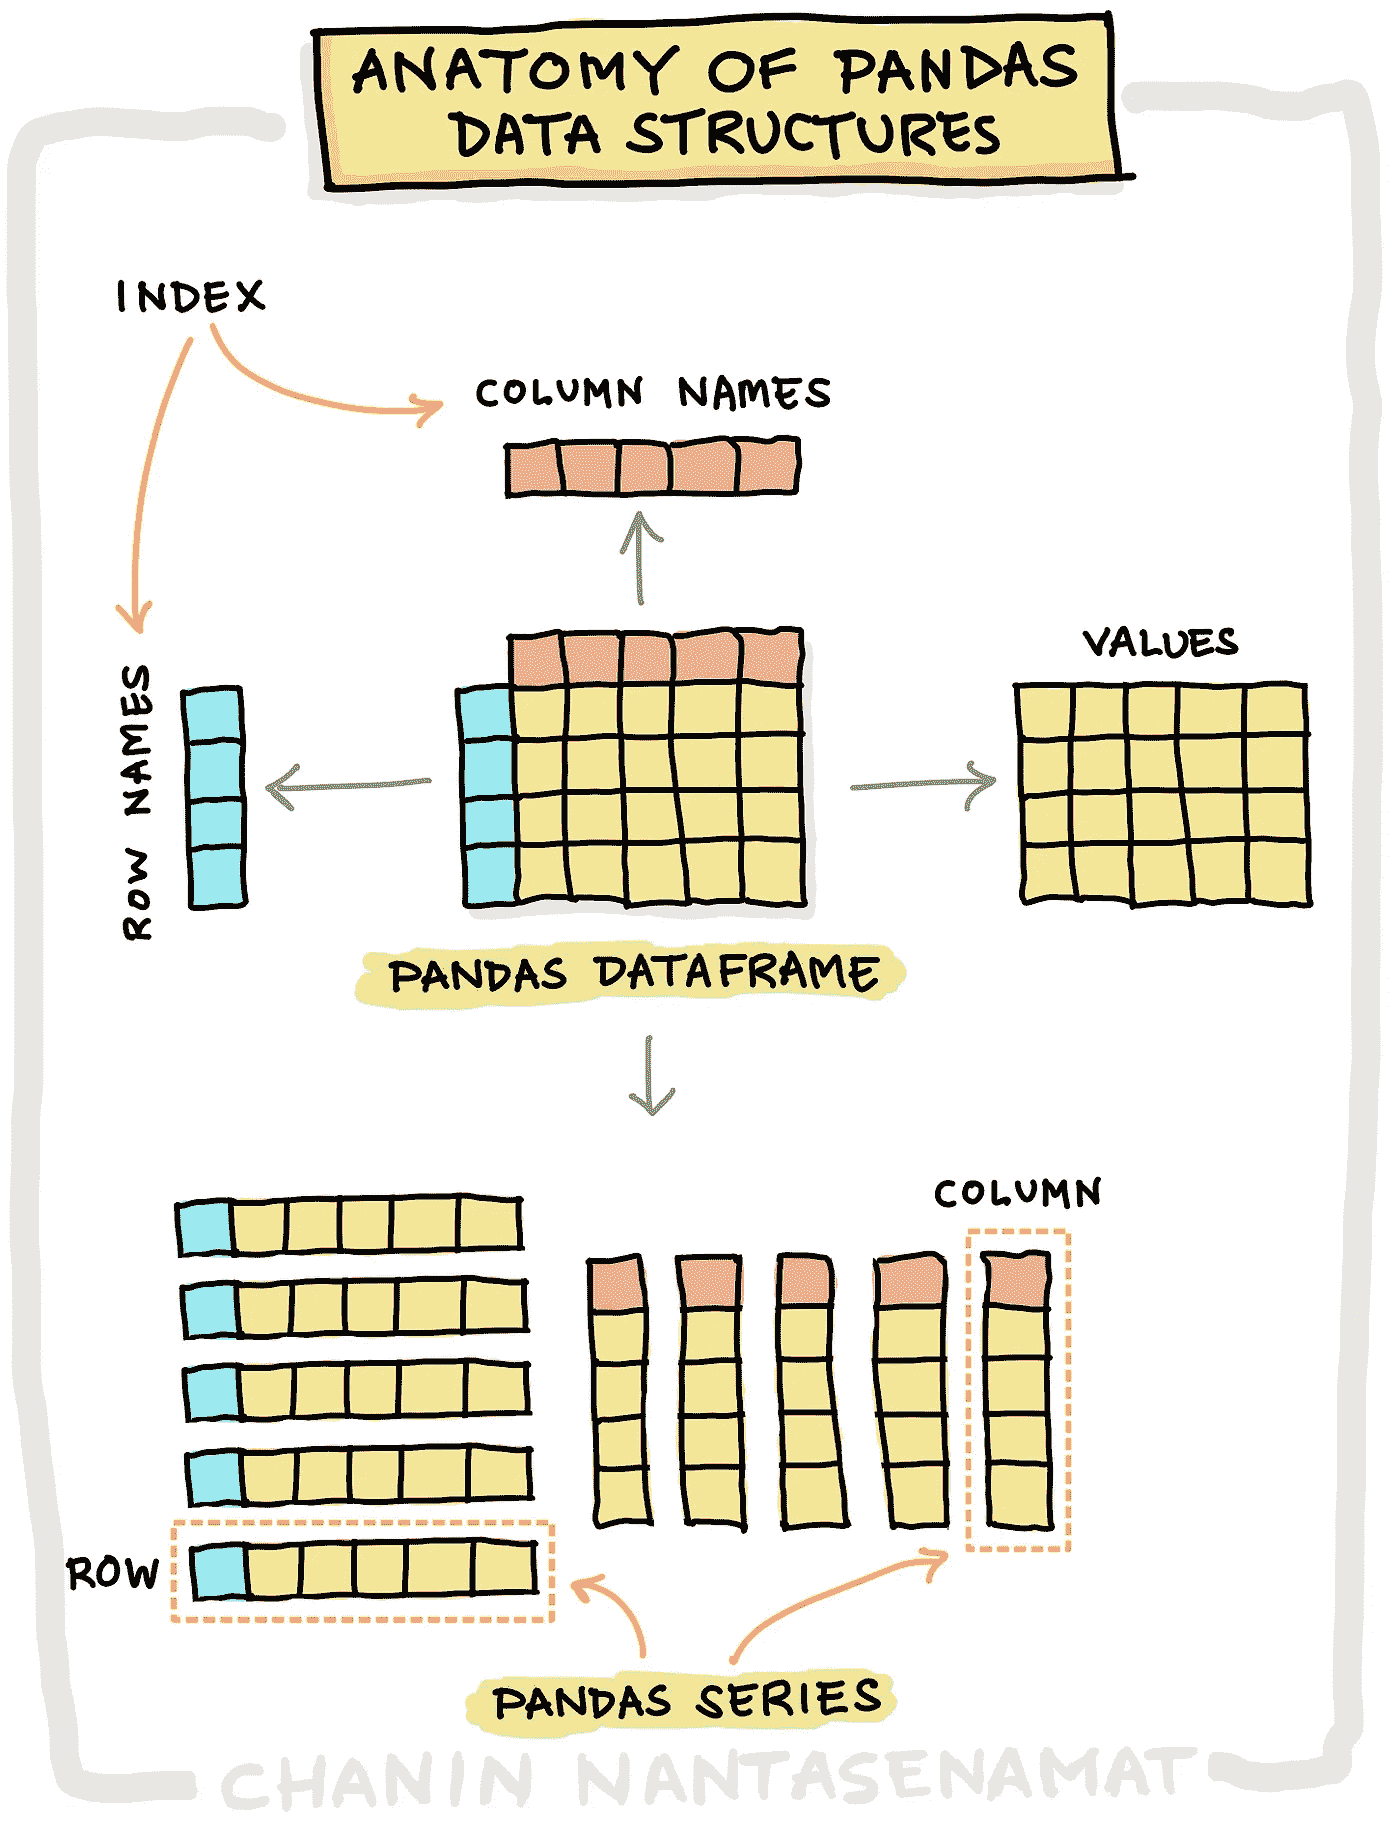 ANATOMY OF PANDAS
DATA STRUCTURES
INDEX
COLUMN NAMES
VALUES
ROW NAMES
PANDAS DATAFRAME
COLUMN
ROW
PANDAS SERIES
CHANIN NANTASENAMAT